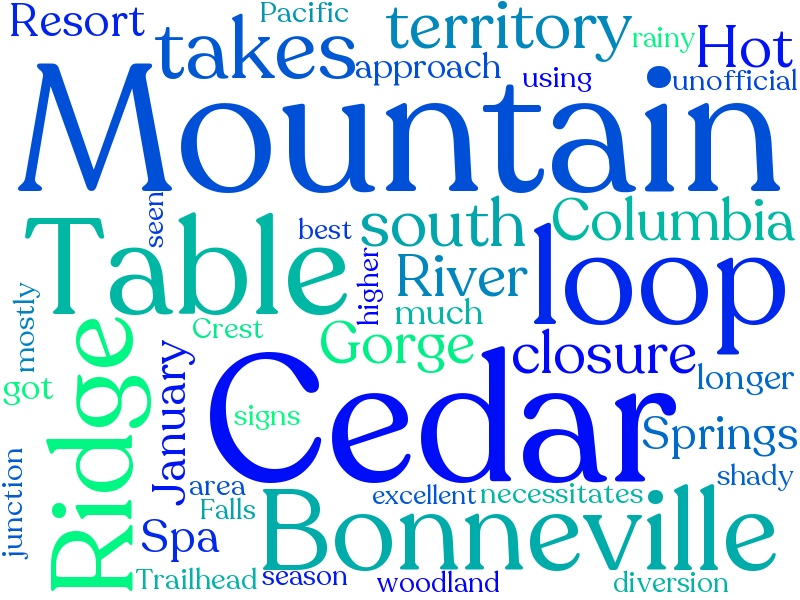 Resort
Pacific
takes
territory
rainy
Hot
approach
using
unofficial
Mountain
seen
best
south
Columbia
Table
higher
River
loop
mostly
much
Crest
Gorge
closure
got
Ridge
January
signs
Cedar
longer
Springs
junction
area
excellent
necessitates
shady
Falls
Bonneville
Spa
Trailhead
season
woodland
diversion